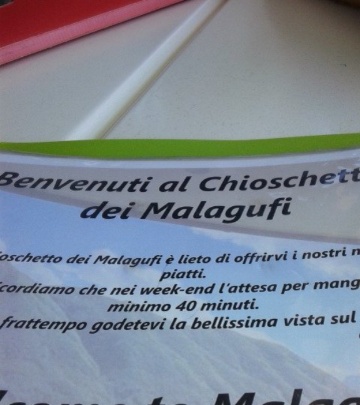 Benvenuti al Chioschett
dei Malagufi
oschetto dei Malagufi è lieto di offrirvi i nostri
piatti.
cordiamo che nei week-end l'attesa per mang
minimo 40 minuti.
frattempo godetevi la bellissima vista sul